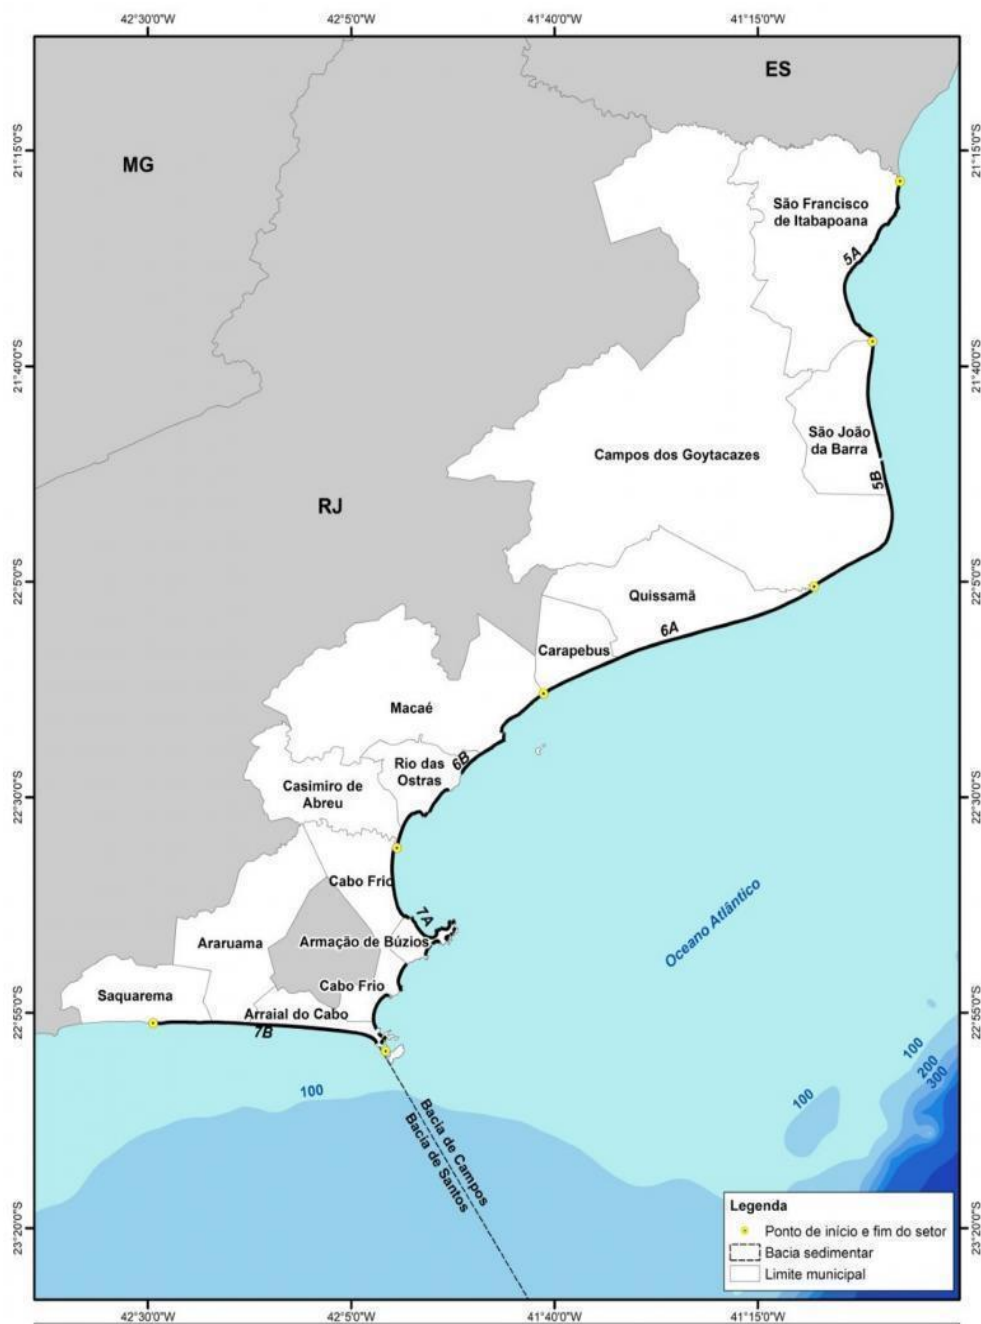 42°30'0"W 42°5'0"W 41°40'0"W 41°15'0"W
ES
MG
21°15'0"S 21°15'0"S
São Francisco
de Itabapoana
5A
21°40'0"S 21°40'0"S
São João
da Barra
Campos dos Goytacazes
5B
RJ
22°5'0"S 22°5'0"S
Quissamã
6A
Carapebus
Macaé
6B
Rio das
Ostras
Casimiro de
Abreu
22°30'0"S 22°30'0"S
Cabo Frio
7A
Oceano Atlântico
Araruama
Armação de Búzios
Cabo Frio
Saquarema
Arraial do Cabo
22°55'0"S 22°55'0"S
7B
100
200
300
100
100
Bacia de Campos
Bacia de Santos
Legenda
Ponto de início e fim do setor
Bacia sedimentar
Limite municipal
23°20'0"S 23°20'0"S
42°30'0"W 42°5'0"W 41°40'0"W 41°15'0"W